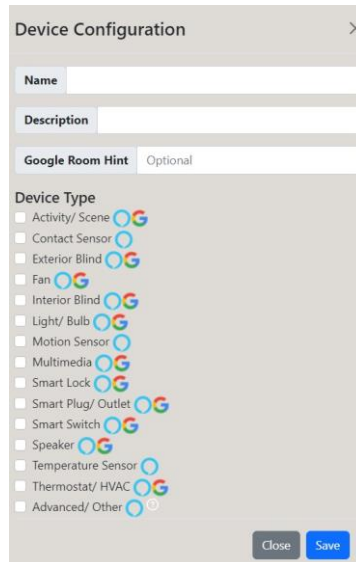 Device Configuration
Name
Description
Google Room Hint Optional
Device Type
Activity/ Scene
Contact Sensor
Exterior Blind
Fan
Interior Blind
Light/ Bulb
Motion Sensor
Multimedia
Smart Lock
Smart Plug/ Outlet
Smart Switch
Speaker
Temperature Sensor
Thermostat/ HVAC
Advanced/ Other
Close Save